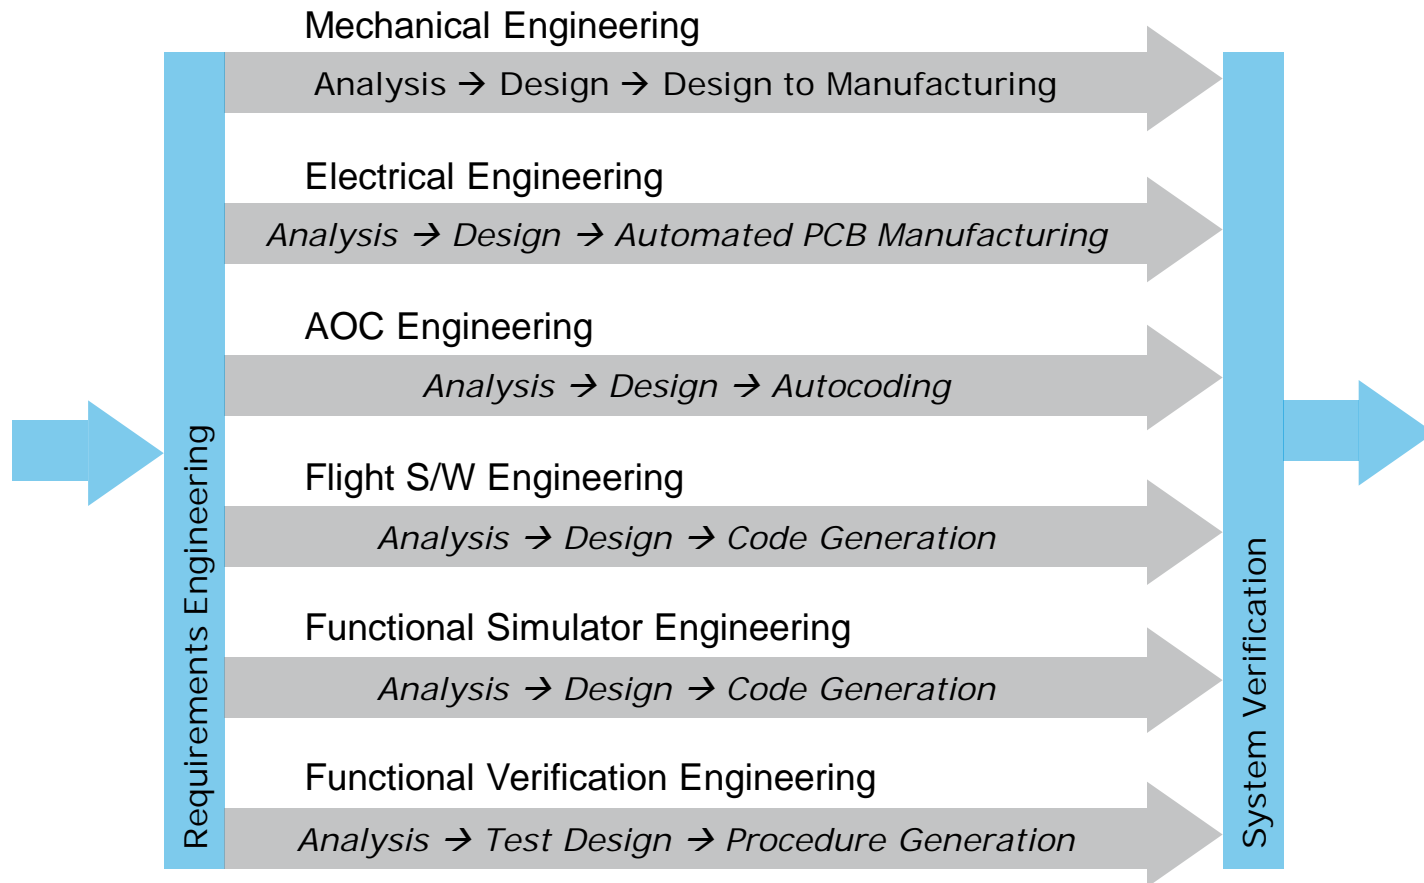 Mechanical Engineering
Analysis → Design → Design to Manufacturing
Electrical Engineering
Analysis → Design → Automated PCB Manufacturing
AOC Engineering
Analysis → Design → Autocoding
Flight S/W Engineering
Analysis → Design → Code Generation
Functional Simulator Engineering
Analysis → Design → Code Generation
Functional Verification Engineering
Analysis → Test Design → Procedure Generation
Requirements Engineering
System Verification